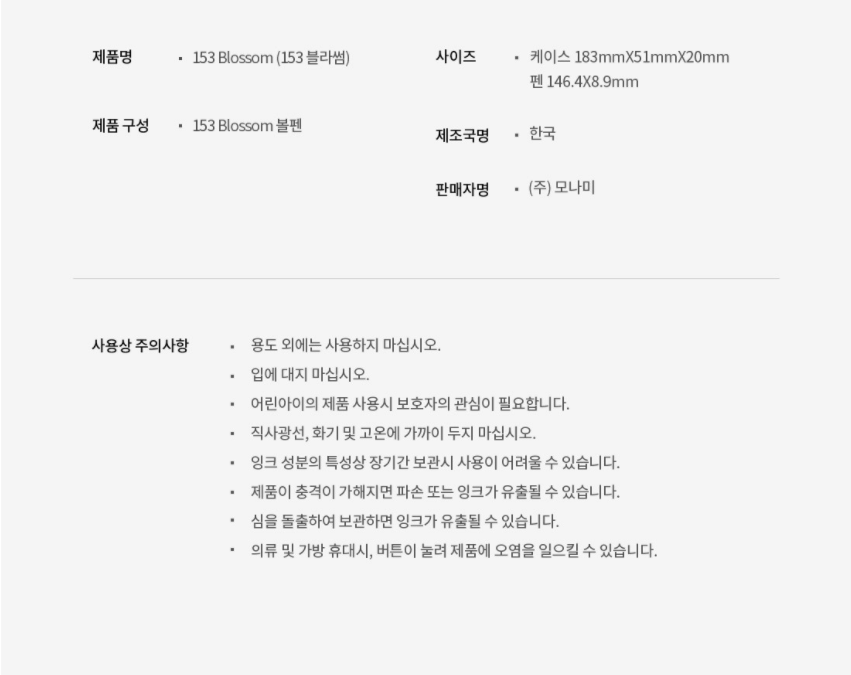 제품명
· 153 Blossom (153 블라썸)
제품 구성
· 153 Blossom 볼펜
사이즈
· 케이스 183mmX51mmX20mm
펜 146.4X8.9mm
제조국명
· 한국
판매자명
· (주) 모나미
사용상 주의사항
· 용도 외에는 사용하지 마십시오.
· 입에 대지 마십시오.
· 어린아이의 제품 사용시 보호자의 관심이 필요합니다.
· 직사광선, 화기 및 고온에 가까이 두지 마십시오.
· 잉크 성분의 특성상 장기간 보관시 사용이 어려울 수 있습니다.
· 제품이 충격이 가해지면 파손 또는 잉크가 유출될 수 있습니다.
· 심을 돌출하여 보관하면 잉크가 유출될 수 있습니다.
· 의류 및 가방 휴대시, 버튼이 눌려 제품에 오염을 일으킬 수 있습니다.